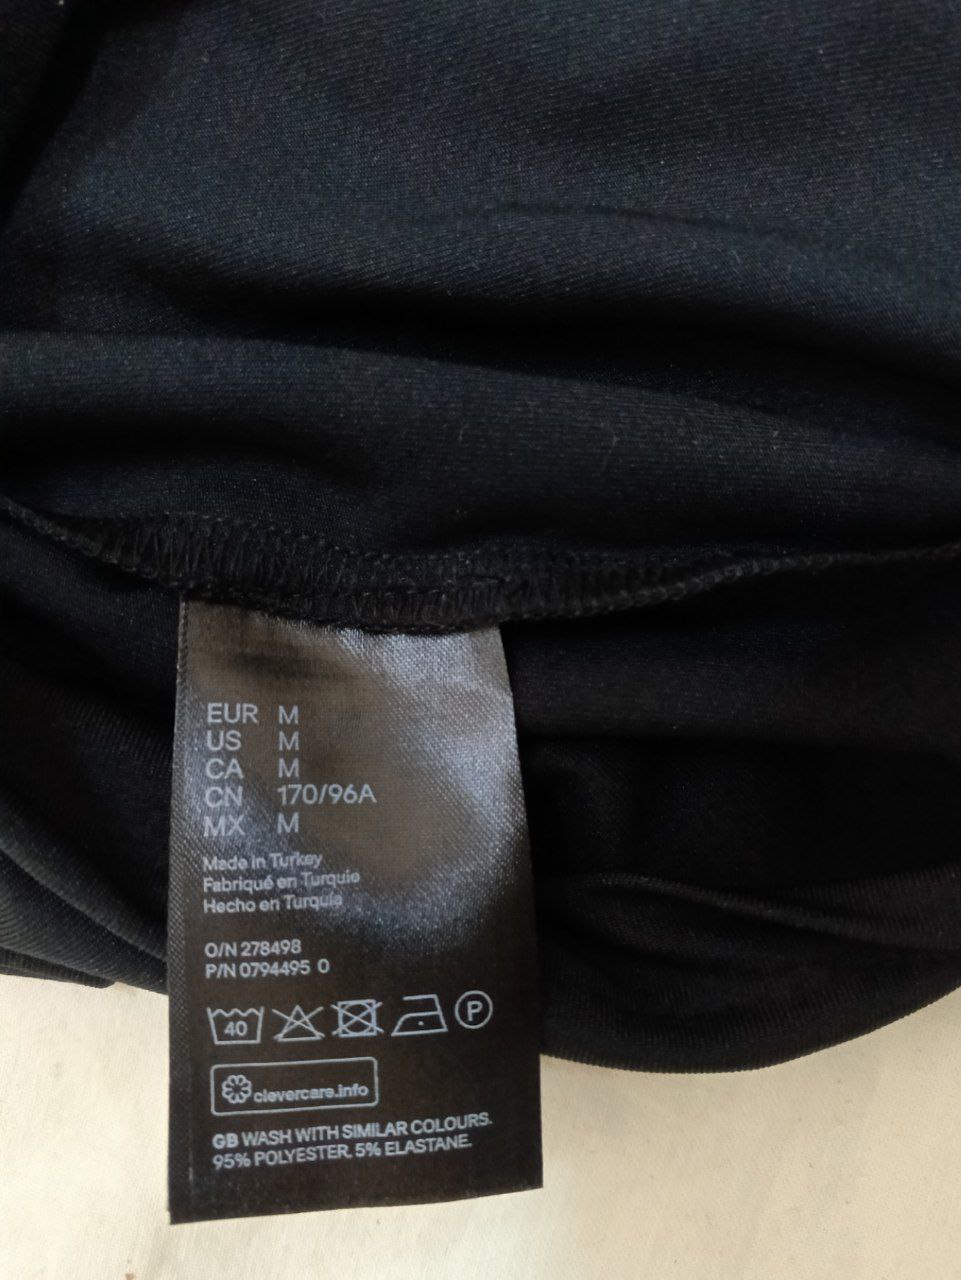 EUR M
US M
CA M
CN 170/96A
MX M
Made in Turkey
Fabriqué en Turquie
Hecho en Turquía
O/N 278498
P/N 0794495 0
40 P
clevercare.info
GB WASH WITH SIMILAR COLOURS.
95% POLYESTER. 5% ELASTANE.